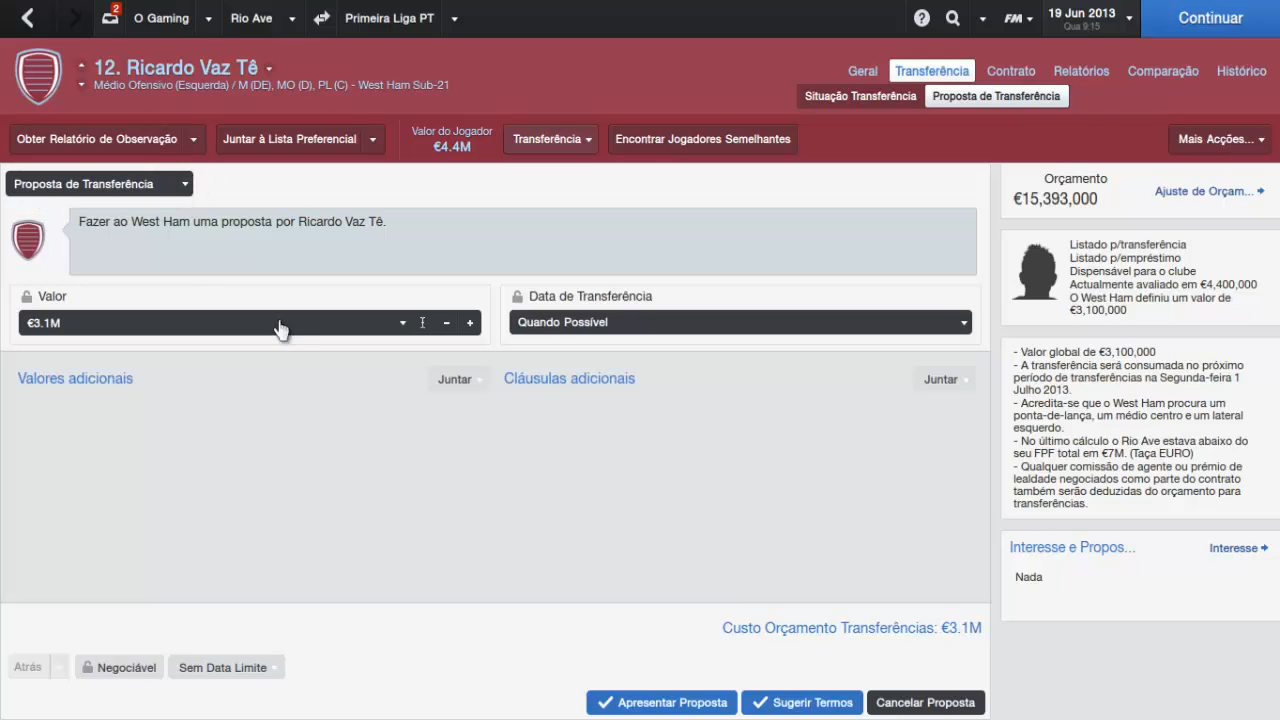 2
O Gaming
Rio Ave
Primeira Liga PT
FM
19 Jun 2013
Qua 9:15
Continuar
12. Ricardo Vaz Tê
Médio Ofensivo (Esquerda) / M (DE), MO (D), PL (C) - West Ham Sub-21
Geral
Transferência
Contrato
Relatórios
Comparação
Histórico
Situação Transferência
Proposta de Transferência
Obter Relatório de Observação
Juntar à Lista Preferencial
Valor do Jogador
€4.4M
Transferência
Encontrar Jogadores Semelhantes
Mais Acções...
Proposta de Transferência
Fazer ao West Ham uma proposta por Ricardo Vaz Tê.
Valor
€3.1M
Data de Transferência
Quando Possível
Valores adicionais
Juntar
Cláusulas adicionais
Juntar
Custo Orçamento Transferências: €3.1M
Atrás
Negociável
Sem Data Limite
Apresentar Proposta
Sugerir Termos
Cancelar Proposta
Orçamento
€15,393,000
Ajuste de Orçam...
Listado p/transferência
Listado p/empréstimo
Dispensável para o clube
Actualmente avaliado em €4,400,000
O West Ham definiu um valor de
€3,100,000
- Valor global de €3,100,000
- A transferência será consumada no próximo
período de transferências na Segunda-feira 1
Julho 2013.
- Acredita-se que o West Ham procura um
ponta-de-lança, um médio centro e um lateral
esquerdo.
- No último cálculo o Rio Ave estava abaixo do
seu FPF total em €7M. (Taça EURO)
- Qualquer comissão de agente ou prémio de
lealdade negociados como parte do contrato
também serão deduzidas do orçamento para
transferências.
Interesse e Propos...
Interesse
Nada